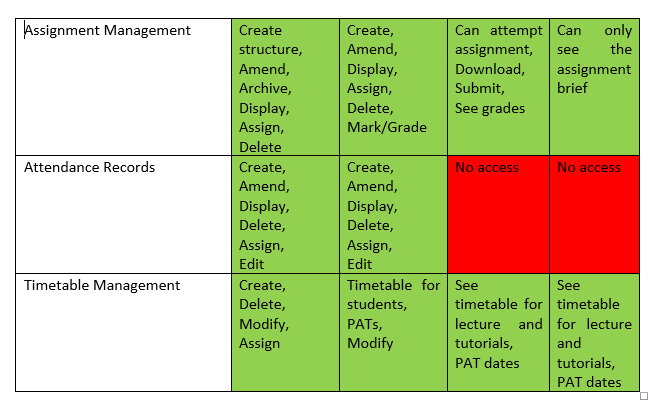 Assignment Management
Create
structure,
Amend,
Archive,
Display,
Assign,
Delete
Create,
Amend,
Display,
Assign,
Delete,
Mark/Grade
Can attempt
assignment,
Download,
Submit,
See grades
Can only
see the
assignment
brief
Attendance Records
Create,
Amend,
Display,
Delete,
Assign,
Edit
Create,
Amend,
Display,
Delete,
Assign,
Edit
No access
No access
Timetable Management
Create,
Delete,
Modify,
Assign
Timetable for
students,
PATs,
Modify
See
timetable for
lecture and
tutorials,
PAT dates
See
timetable
for lecture
and
tutorials,
PAT dates